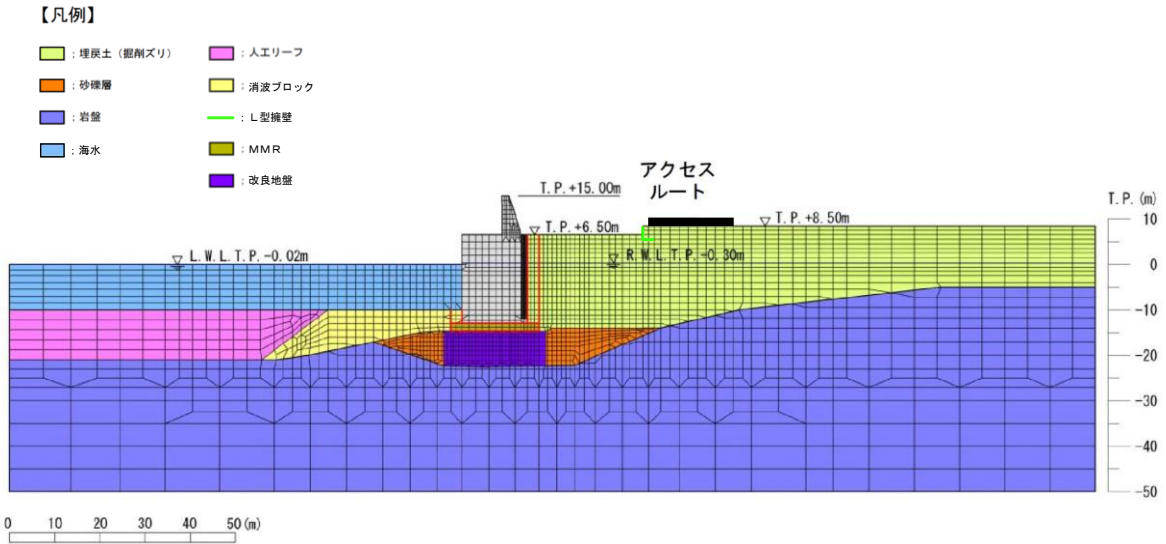 【凡例】
：埋戻土（掘削ズリ）
：人工リーフ
：砂礫層
：消波ブロック
：岩盤
：Ｌ型擁壁
：海水
：ＭＭＲ
：改良地盤
アクセス
ルート
T.P.+15.00m
T.P.+6.50m
T.P.+8.50m
L.W.L.T.P.-0.02m
R.W.L.T.P.-0.30m
T.P.(m)
10
0
-10
-20
-30
-40
-50
0 10 20 30 40 50(m)